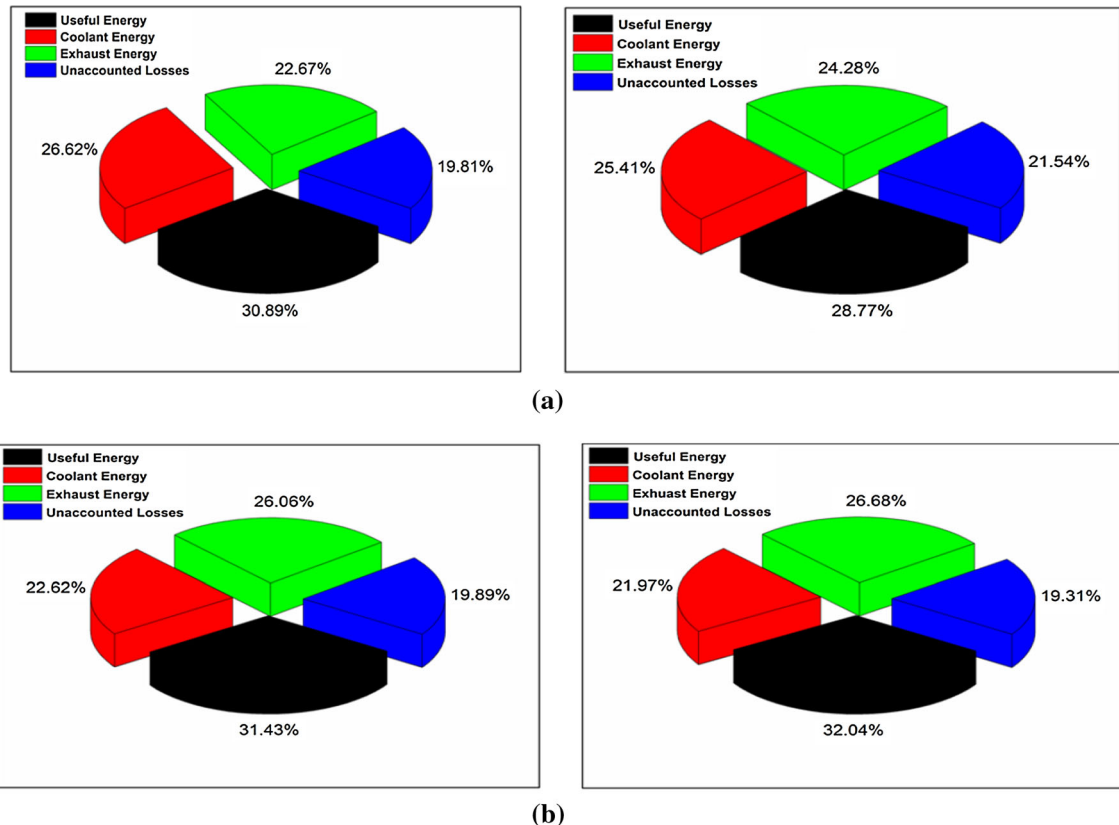 Useful Energy
Coolant Energy
Exhaust Energy
Unaccounted Losses
22.67%
26.62%
19.81%
30.89%
Useful Energy
Coolant Energy
Exhaust Energy
Unaccounted Losses
24.28%
25.41%
21.54%
28.77%
(a)
Useful Energy
Coolant Energy
Exhaust Energy
Unaccounted Losses
26.06%
22.62%
19.89%
31.43%
Useful Energy
Coolant Energy
Exhuast Energy
Unaccounted Losses
26.68%
21.97%
19.31%
32.04%
(b)